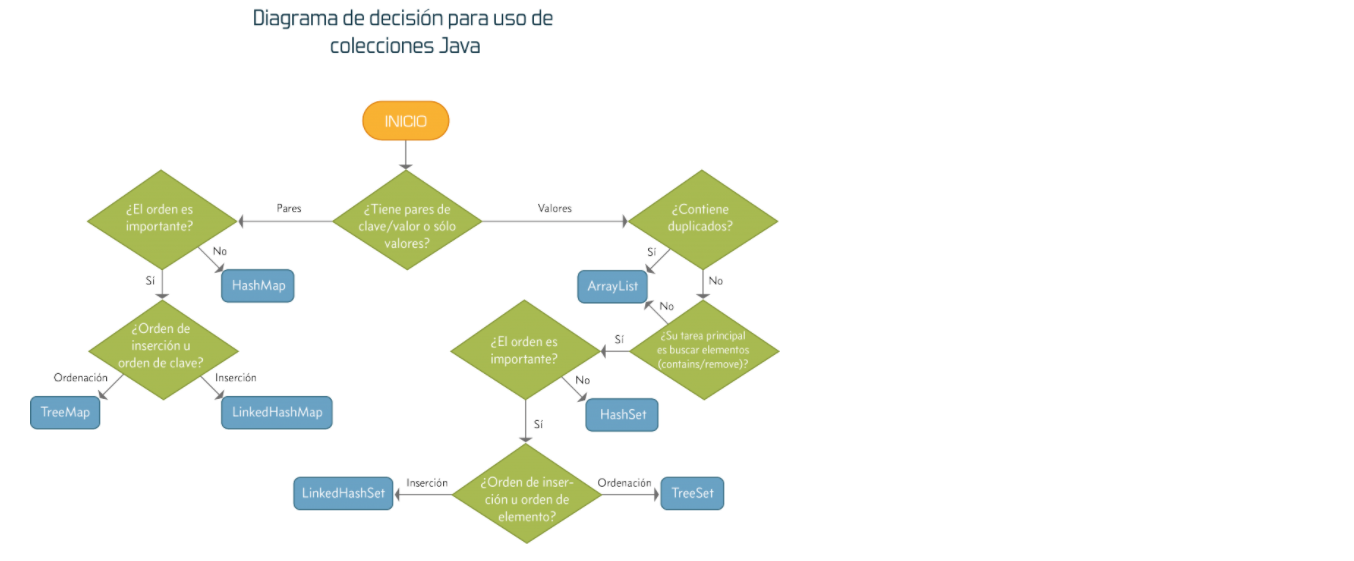 Diagrama de decisión para uso de
colecciones Java
INICIO
¿El orden es
importante?
Pares
¿Tiene pares de
clave/valor o sólo
valores?
Valores
¿Contiene
duplicados?
No
HashMap
Sí
Sí
ArrayList
No
No
¿Orden de
inserción u
orden de clave?
Ordenación
Inserción
TreeMap
LinkedHashMap
¿El orden es
importante?
Sí
¿Su tarea principal
es buscar elementos
(contains/remove)?
No
HashSet
Sí
LinkedHashSet
Inserción
¿Orden de inser-
ción u orden de
elemento?
Ordenación
TreeSet